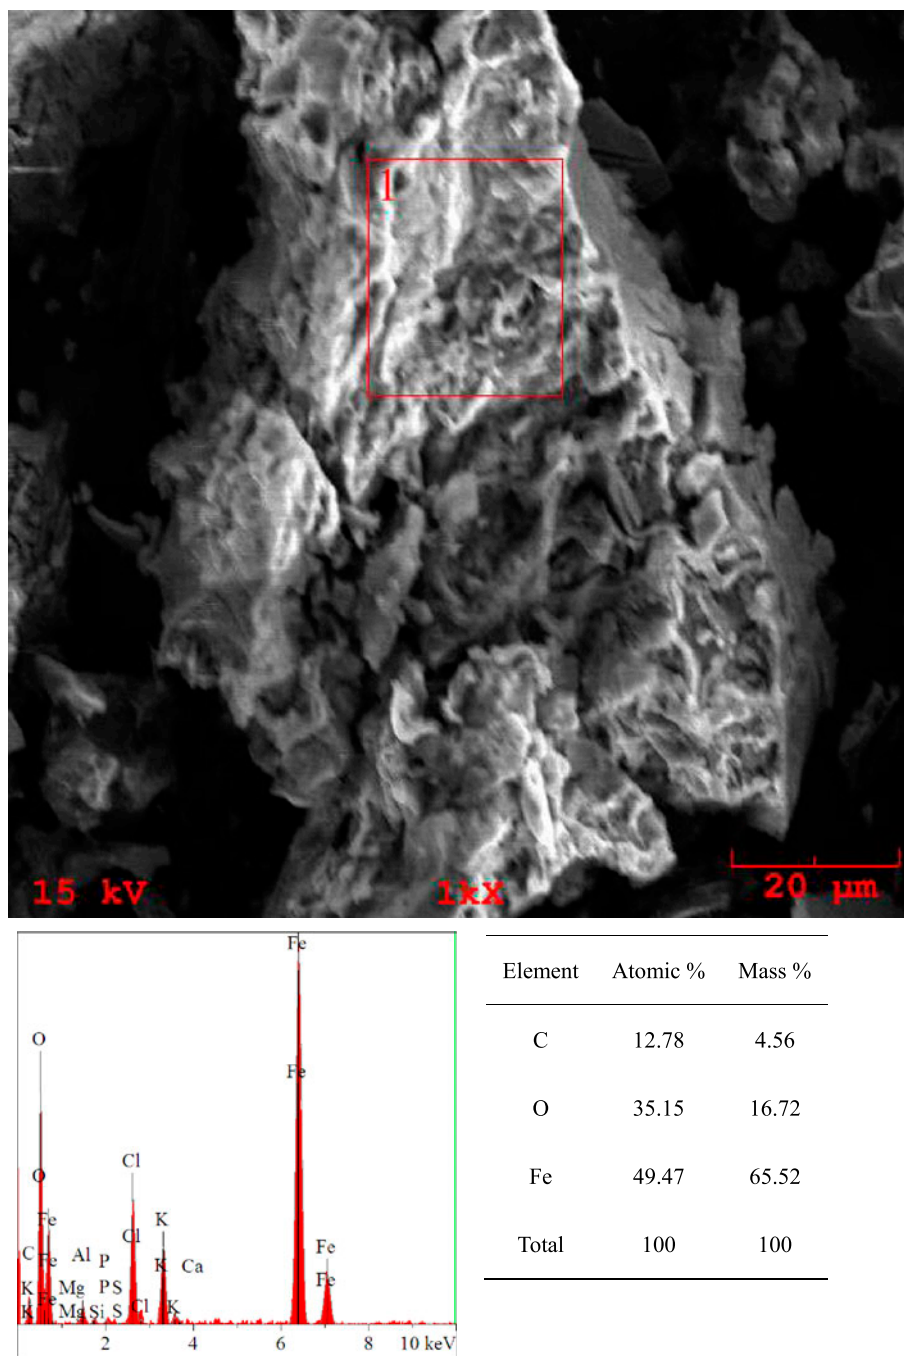 1
15 kV 1kX 20 μm
Fe
O
Fe
Cl
O
K
Fe
Cl
Fe
C Al P K Ca
Fe
Fe
K Mg P S
Fe
K Mg Si S Cl K
2 4 6 8 10 keV
Element Atomic % Mass %
C 12.78 4.56
O 35.15 16.72
Fe 49.47 65.52
Total 100 100